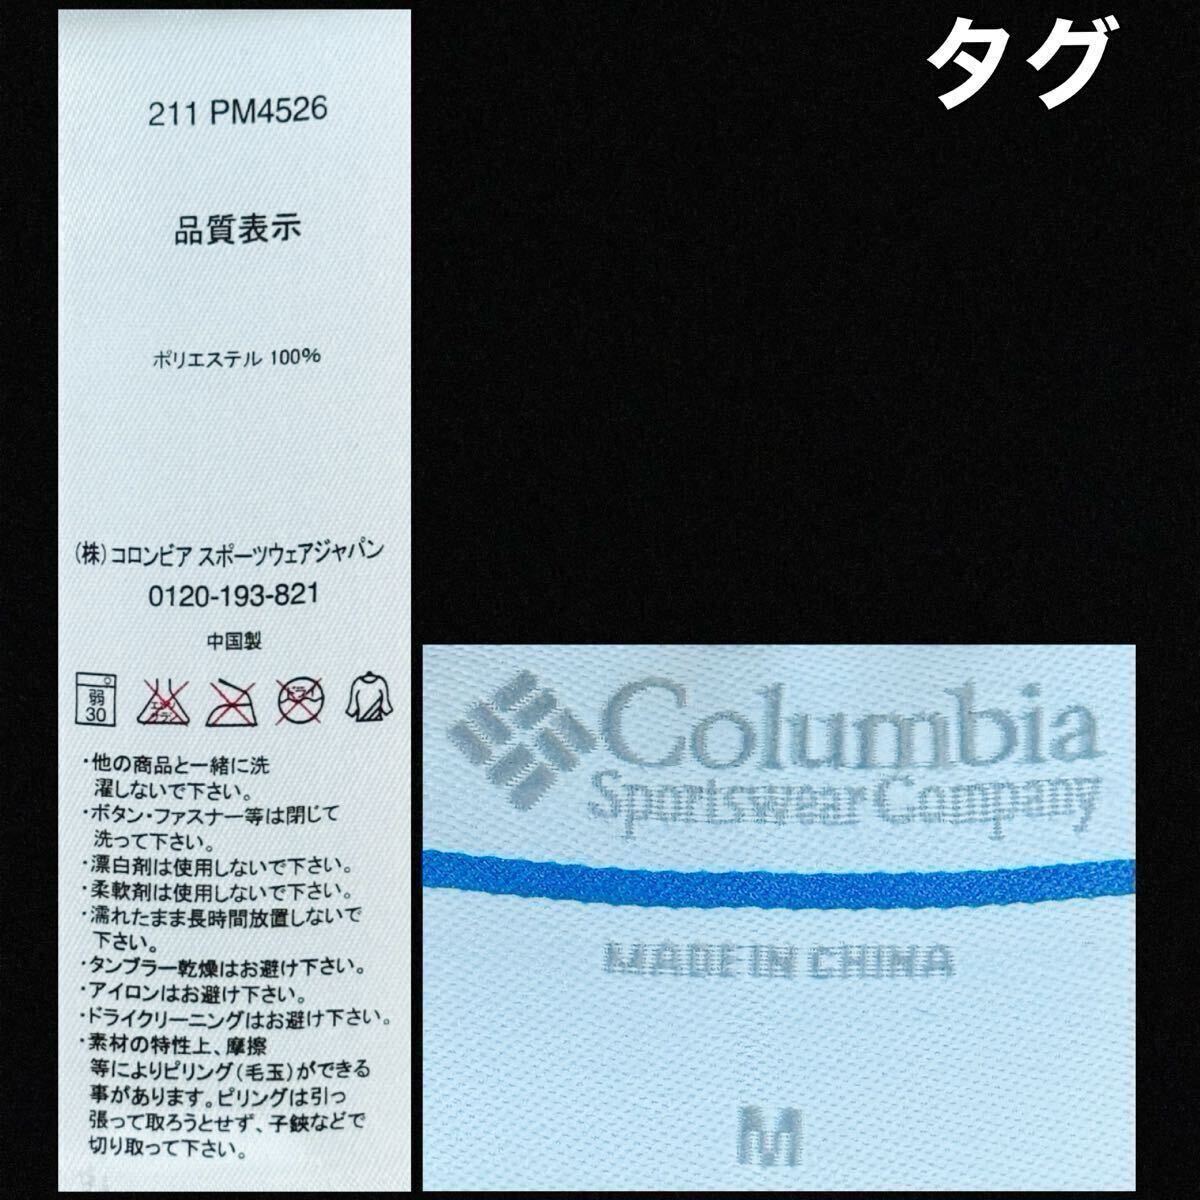 タグ
211 PM4526
品質表示
ポリエステル 100%
(株)コロンビア スポーツウェアジャパン
0120-193-821
中国製
弱
30
エンソ
サラシ
ドライ
・他の商品と一緒に洗
濯しないで下さい。
・ボタン・ファスナー等は閉じて
洗って下さい。
・漂白剤は使用しないで下さい。
・柔軟剤は使用しないで下さい。
・濡れたまま長時間放置しないで
下さい。
・タンブラー乾燥はお避け下さい。
・アイロンはお避け下さい。
・ドライクリーニングはお避け下さい。
・素材の特性上、摩擦
等によりピリング(毛玉)ができる
事があります。ピリングは引っ
張って取ろうとせず、子鋏などで
切り取って下さい。
Columbia
Sportswear Company
MADE IN CHINA
M